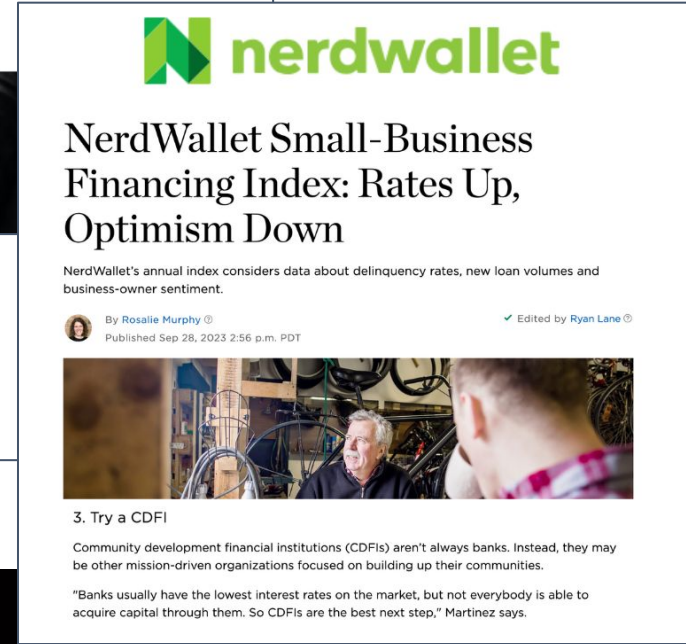 nerdwallet
NerdWallet Small-Business
Financing Index: Rates Up,
Optimism Down
NerdWallet's annual index considers data about delinquency rates, new loan volumes and
business-owner sentiment.
By Rosalie Murphy
✓ Edited by Ryan Lane
Published Sep 28, 2023 2:56 p.m. PDT
3. Try a CDFI
Community development financial institutions (CDFIs) aren't always banks. Instead, they may
be other mission-driven organizations focused on building up their communities.
"Banks usually have the lowest interest rates on the market, but not everybody is able to
acquire capital through them. So CDFIs are the best next step," Martinez says.